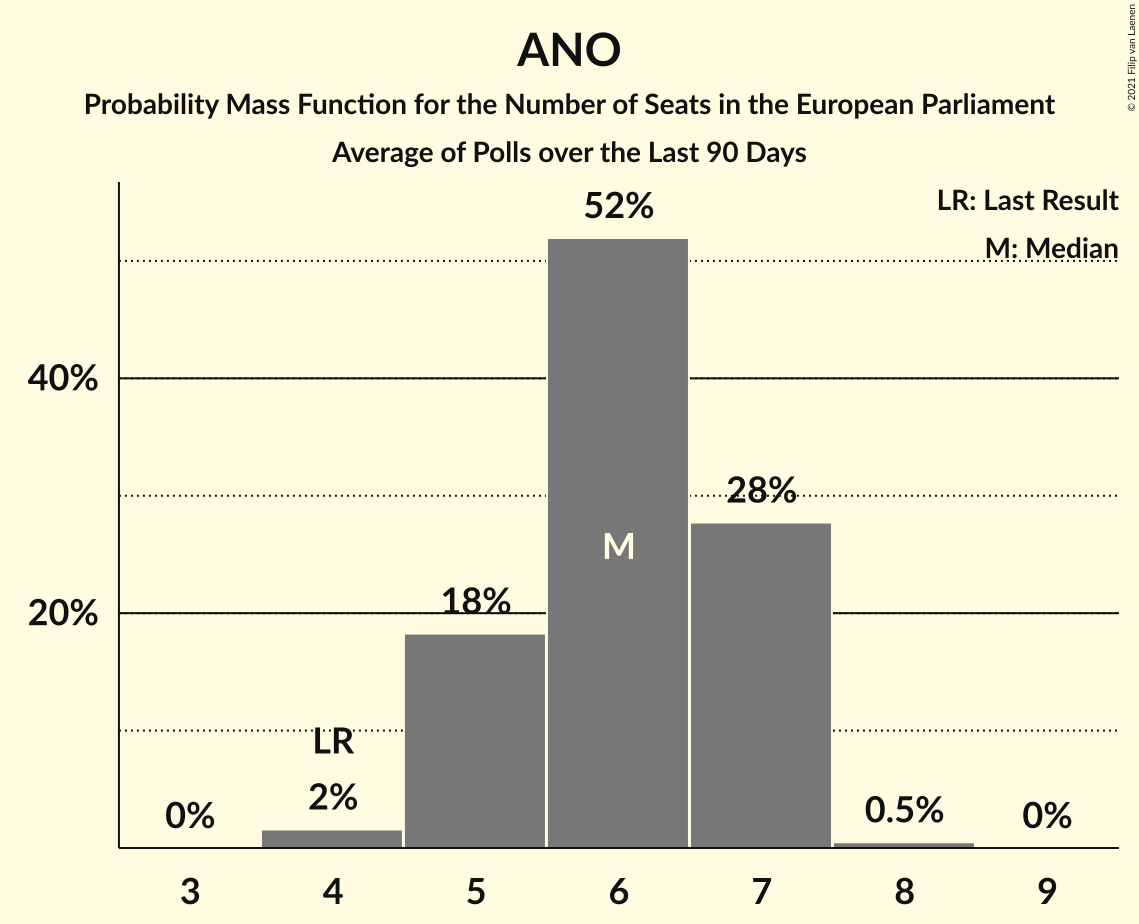 ANO
Probability Mass Function for the Number of Seats in the European Parliament
Average of Polls over the Last 90 Days
© 2021 Filip van Laenen
LR: Last Result
M: Median
52%
40%
28%
M
20%
18%
LR
2%
0%
0.5%
0%
3 4 5 6 7 8 9